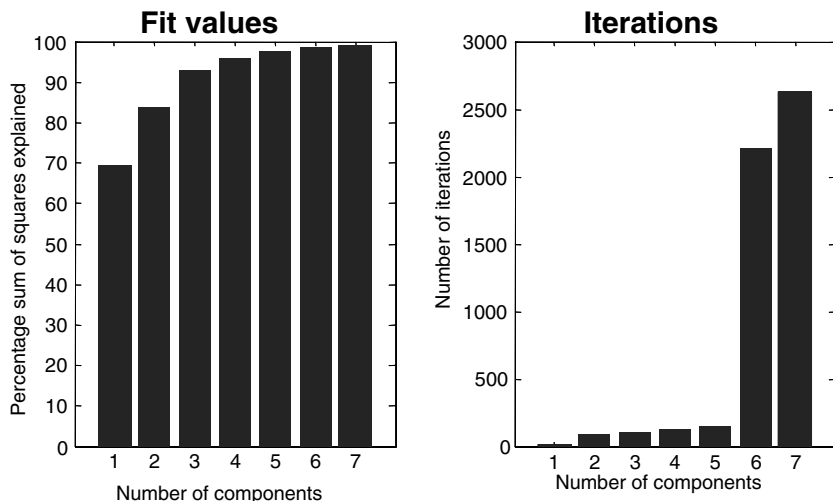 Fit values
Percentage sum of squares explained
100
90
80
70
60
50
40
30
20
10
0
1 2 3 4 5 6 7
Number of components
Iterations
Number of iterations
3000
2500
2000
1500
1000
500
0
1 2 3 4 5 6 7
Number of components